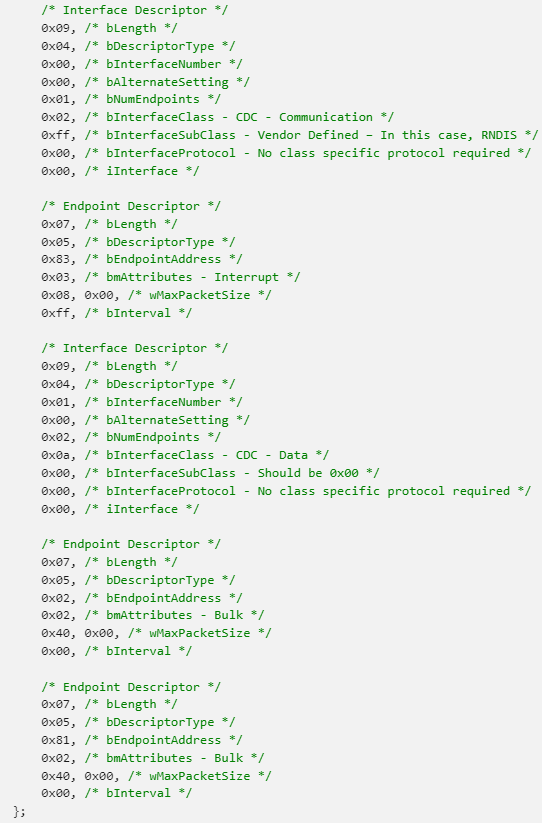 /* Interface Descriptor */
0x09, /* bLength */
0x04, /* bDescriptorType */
0x00, /* bInterfaceNumber */
0x00, /* bAlternateSetting */
0x01, /* bNumEndpoints */
0x02, /* bInterfaceClass - CDC - Communication */
0xff, /* bInterfaceSubClass - Vendor Defined – In this case, RNDIS */
0x00, /* bInterfaceProtocol - No class specific protocol required */
0x00, /* iInterface */

/* Endpoint Descriptor */
0x07, /* bLength */
0x05, /* bDescriptorType */
0x83, /* bEndpointAddress */
0x03, /* bmAttributes - Interrupt */
0x08, 0x00, /* wMaxPacketSize */
0xff, /* bInterval */

/* Interface Descriptor */
0x09, /* bLength */
0x04, /* bDescriptorType */
0x01, /* bInterfaceNumber */
0x00, /* bAlternateSetting */
0x02, /* bNumEndpoints */
0x0a, /* bInterfaceClass - CDC - Data */
0x00, /* bInterfaceSubClass - Should be 0x00 */
0x00, /* bInterfaceProtocol - No class specific protocol required */
0x00, /* iInterface */

/* Endpoint Descriptor */
0x07, /* bLength */
0x05, /* bDescriptorType */
0x02, /* bEndpointAddress */
0x02, /* bmAttributes - Bulk */
0x40, 0x00, /* wMaxPacketSize */
0x00, /* bInterval */

/* Endpoint Descriptor */
0x07, /* bLength */
0x05, /* bDescriptorType */
0x81, /* bEndpointAddress */
0x02, /* bmAttributes - Bulk */
0x40, 0x00, /* wMaxPacketSize */
0x00, /* bInterval */
};